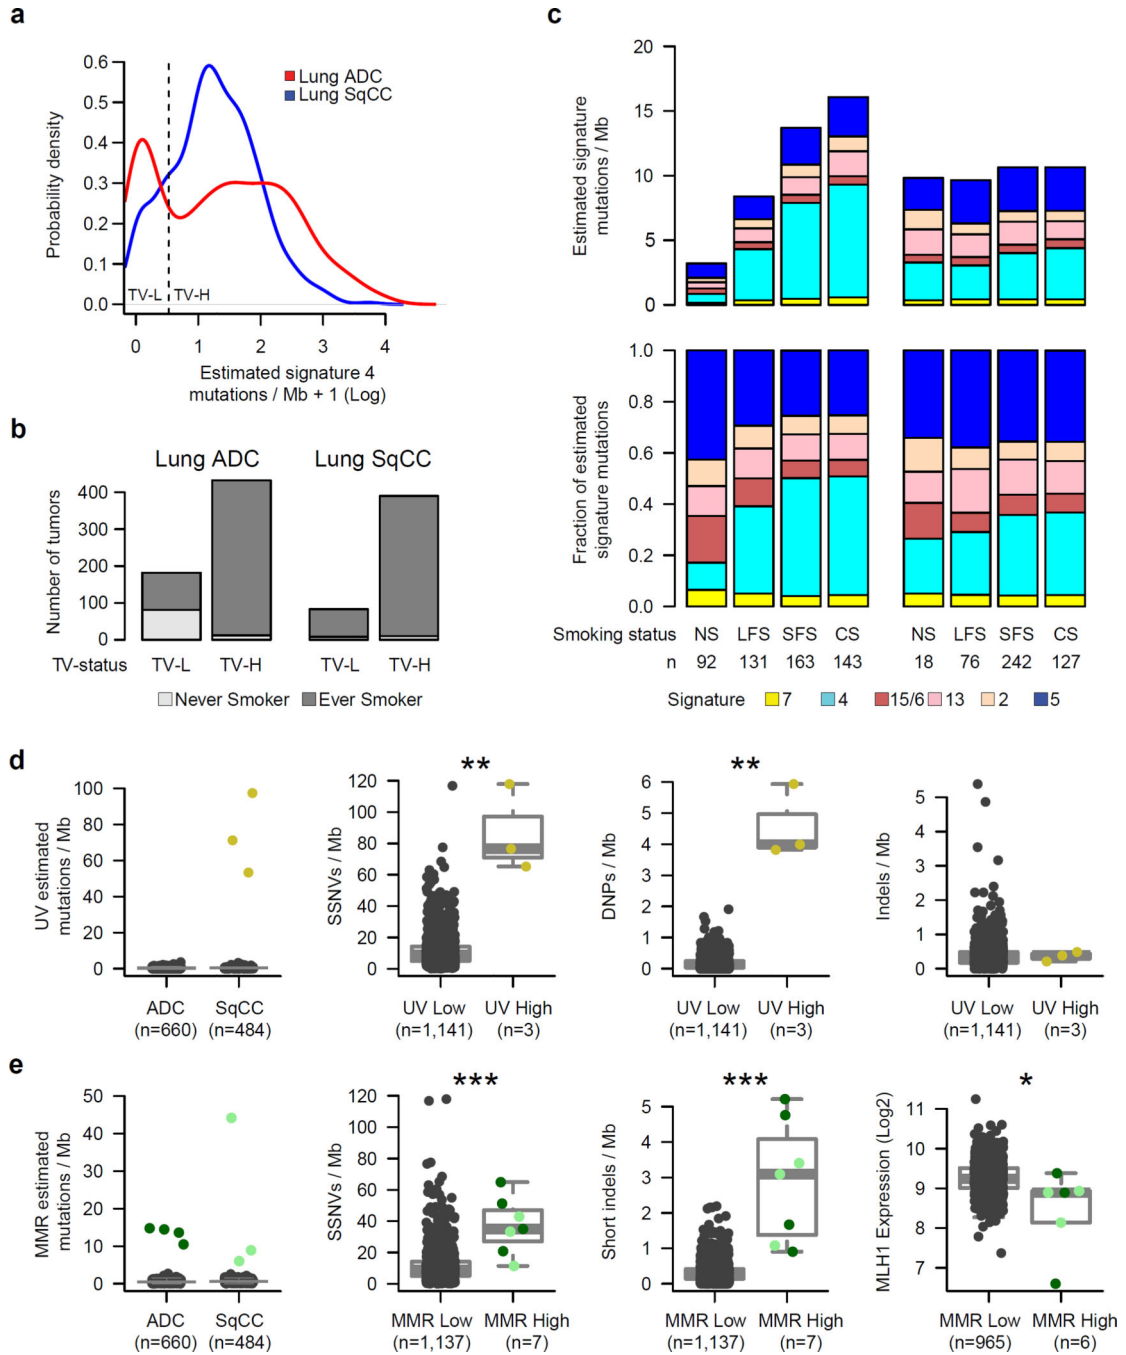 a
0.6
0.5
0.4
0.3
0.2
0.1
0.0
Probability density
Lung ADC
Lung SqCC
TV-L
TV-H
0 1 2 3 4
Estimated signature 4
mutations / Mb + 1 (Log)
b
Lung ADC Lung SqCC
400
300
200
100
0
Number of tumors
TV-status TV-L TV-H TV-L TV-H
Never Smoker Ever Smoker
c
20
15
10
5
0
Estimated signature
mutations / Mb
1.0
0.8
0.6
0.4
0.2
0.0
Fraction of estimated
signature mutations
Smoking status NS LFS SFS CS NS LFS SFS CS
n 92 131 163 143 18 76 242 127
Signature 7 4 15/6 13 2 5
d
100
80
60
40
20
0
UV estimated
mutations / Mb
ADC SqCC
(n=660) (n=484)
**
120
100
80
60
40
20
0
SSNVs / Mb
UV Low UV High
(n=1,141) (n=3)
**
6
5
4
3
2
1
0
DNPs / Mb
UV Low UV High
(n=1,141) (n=3)
5
4
3
2
1
0
Indels / Mb
UV Low UV High
(n=1,141) (n=3)
e
50
40
30
20
10
0
MMR estimated
mutations / Mb
ADC SqCC
(n=660) (n=484)
***
120
100
80
60
40
20
0
SSNVs / Mb
MMR Low MMR High
(n=1,137) (n=7)
***
5
4
3
2
1
0
Short indels / Mb
MMR Low MMR High
(n=1,137) (n=7)
*
11
10
9
8
7
MLH1 Expression (Log2)
MMR Low MMR High
(n=965) (n=6)